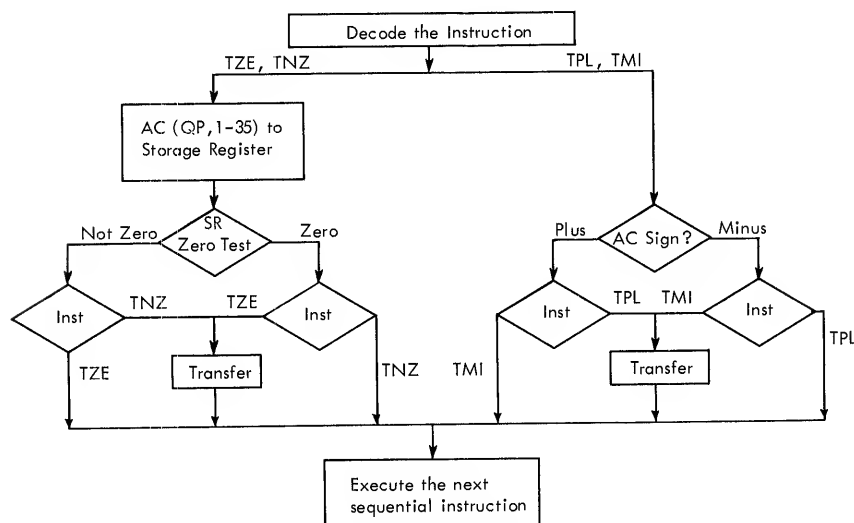 Decode the Instruction
TZE, TNZ
TPL, TMI
AC (QP,1-35) to
Storage Register
SR
Zero Test
Not Zero
Zero
AC Sign?
Plus
Minus
Inst
TNZ
TZE
Inst
Inst
TPL
TMI
Inst
TZE
Transfer
TNZ
TMI
Transfer
TPL
Execute the next
sequential instruction